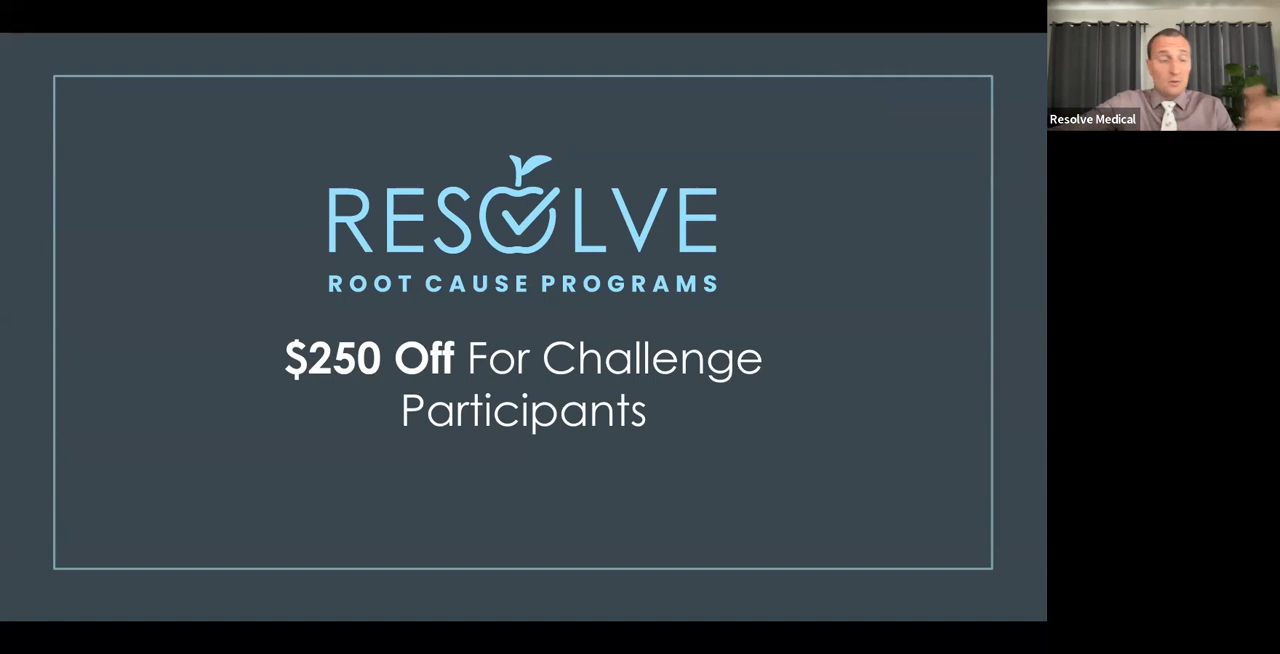 RESOLVE
ROOT CAUSE PROGRAMS
$250 Off For Challenge
Participants
Resolve Medical